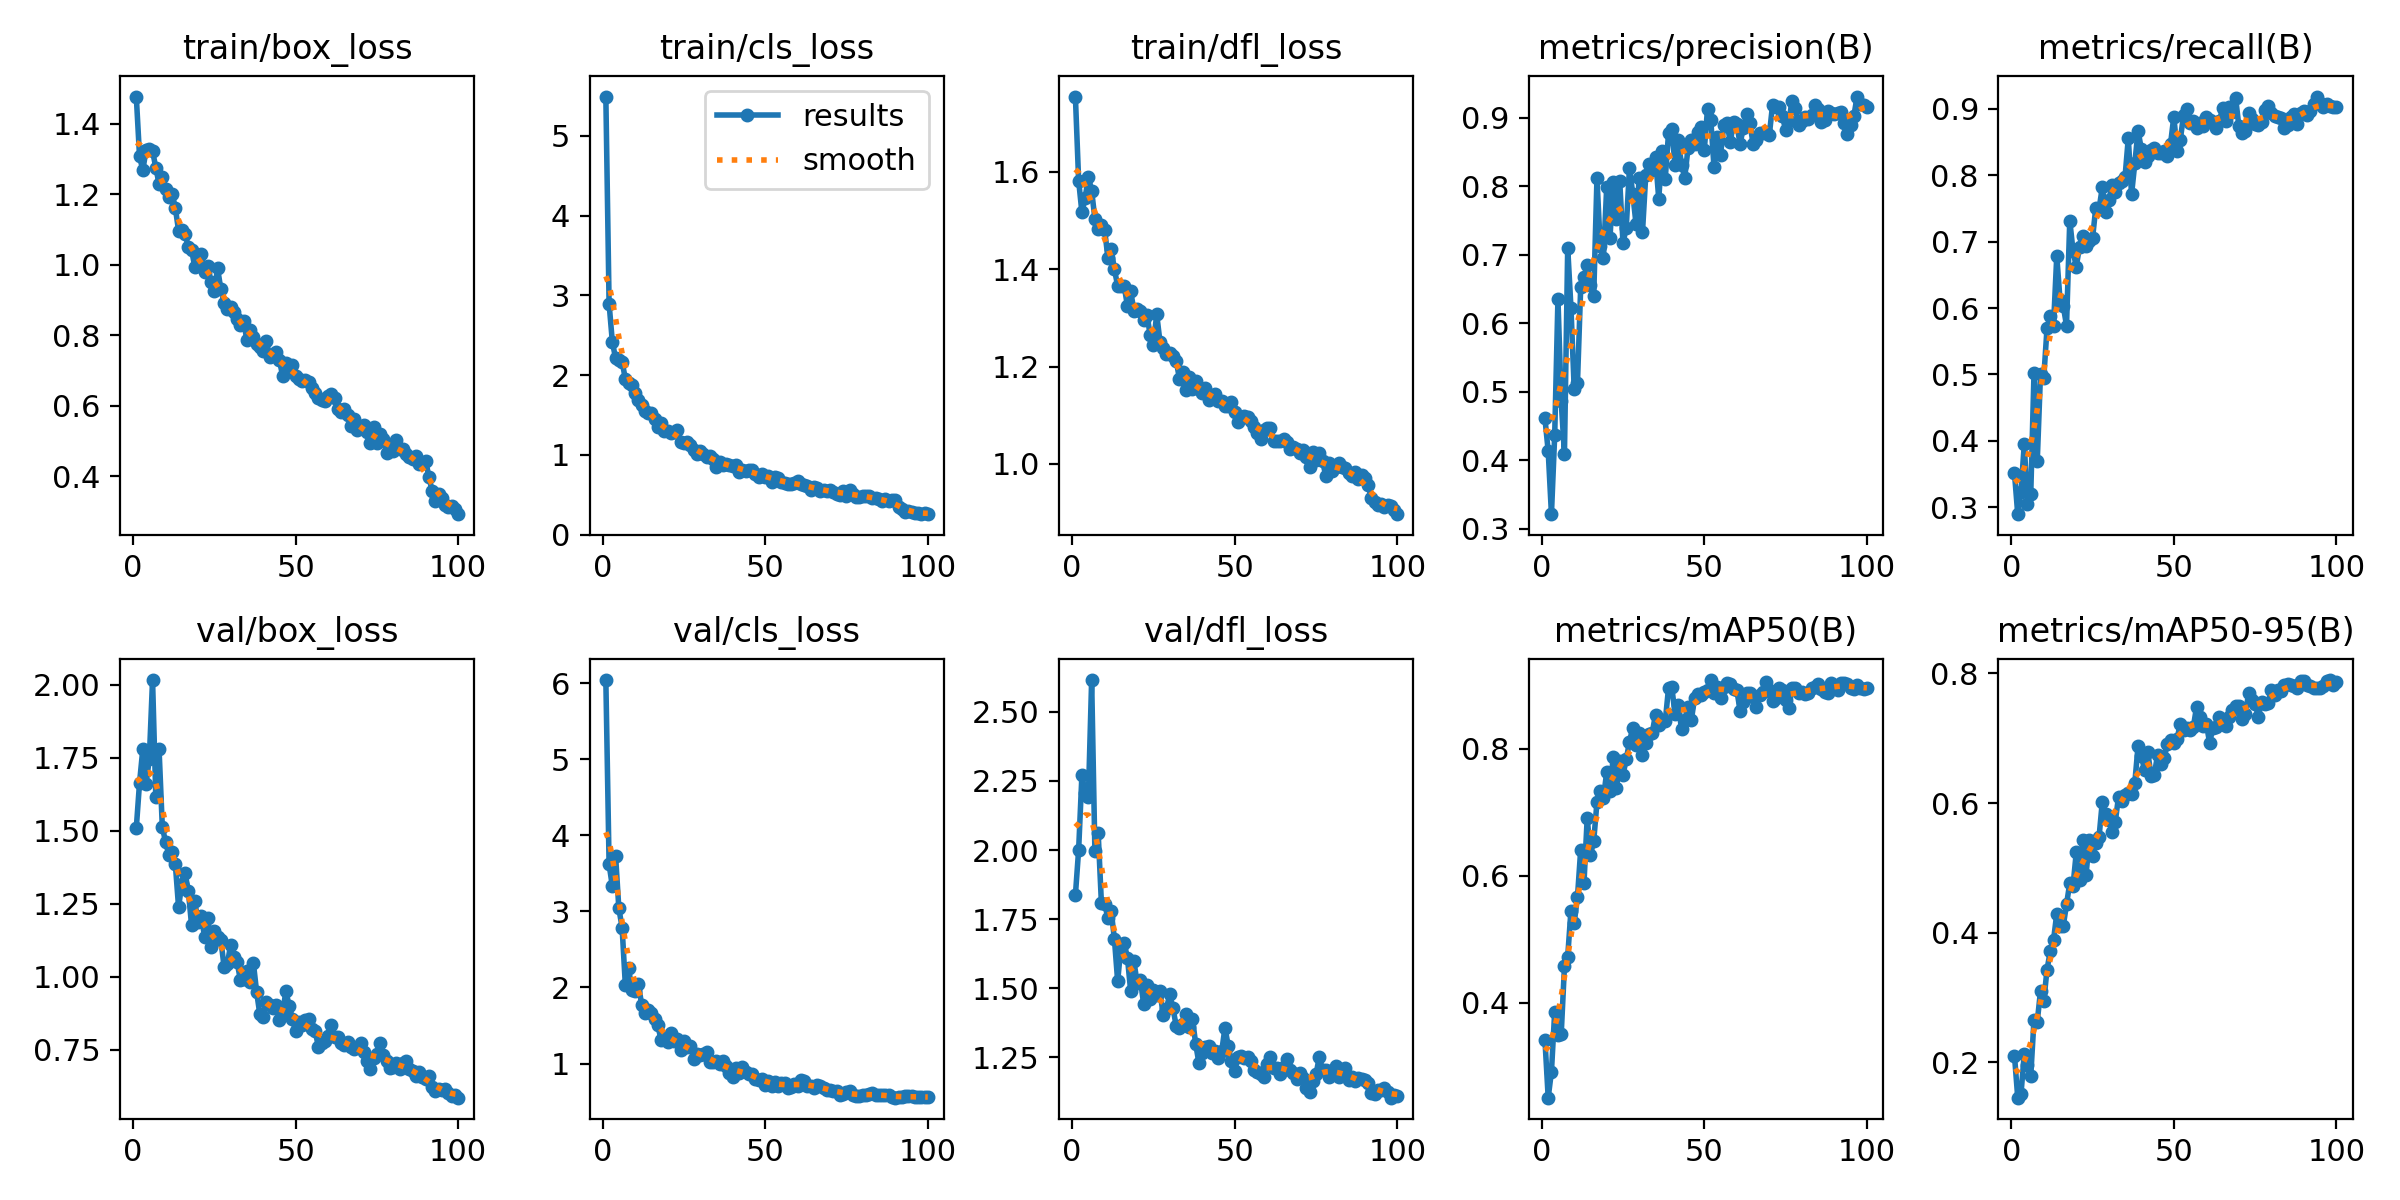 train/box_loss
1.4
1.2
1.0
0.8
0.6
0.4
0 50 100
train/cls_loss
results
smooth
5
4
3
2
1
0
0 50 100
train/dfl_loss
1.6
1.4
1.2
1.0
0 50 100
metrics/precision(B)
0.9
0.8
0.7
0.6
0.5
0.4
0.3
0 50 100
metrics/recall(B)
0.9
0.8
0.7
0.6
0.5
0.4
0.3
0 50 100
val/box_loss
2.00
1.75
1.50
1.25
1.00
0.75
0 50 100
val/cls_loss
6
5
4
3
2
1
0 50 100
val/dfl_loss
2.50
2.25
2.00
1.75
1.50
1.25
0 50 100
metrics/mAP50(B)
0.8
0.6
0.4
0 50 100
metrics/mAP50-95(B)
0.8
0.6
0.4
0.2
0 50 100